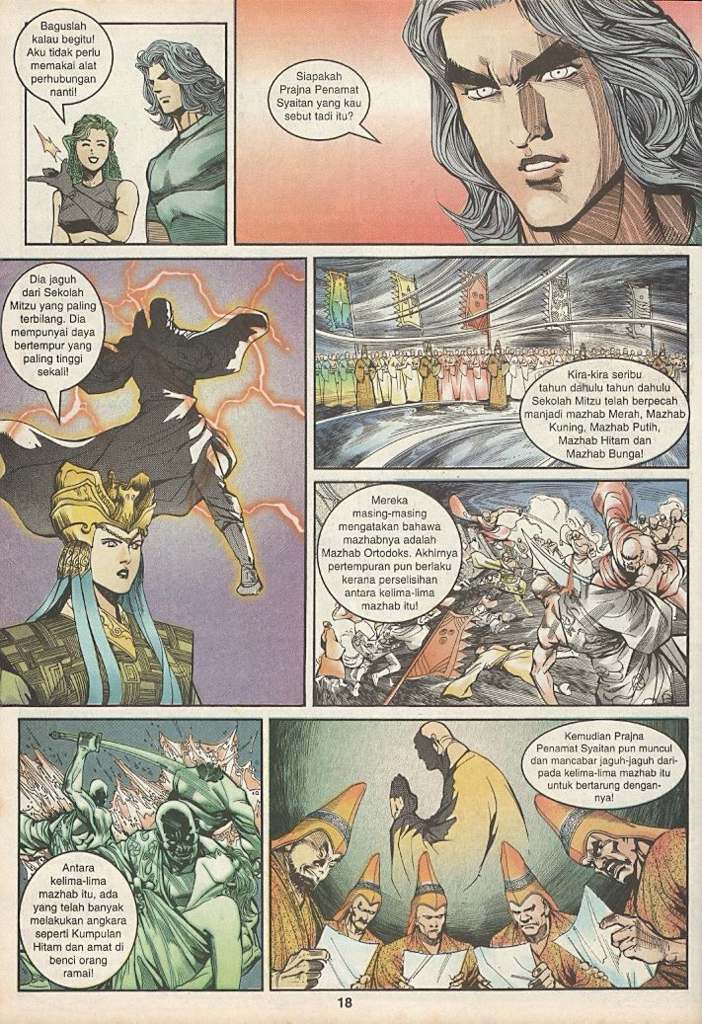 Baguslah
kalau begitu!
Aku tidak perlu
memakai alat
perhubungan
nanti!
Siapakah
Prajna Penamat
Syaitan yang kau
sebut tadi itu?
Dia jaguh
dari Sekolah
Mitzu yang paling
terbilang. Dia
mempunyai daya
bertempur yang
paling tinggi
sekali!
Kira-kira seribu
tahun dahulu tahun dahulu
Sekolah Mitzu telah berpecah
manjadi mazhab Merah, Mazhab
Kuning, Mazhab Putih,
Mazhab Hitam dan
Mazhab Bunga!
Mereka
masing-masing
mengatakan bahawa
mazhabnya adalah
Mazhab Ortodoks. Akhirnya
pertempuran pun berlaku
kerana perselisihan
antara kelima-lima
mazhab itu!
Antara
kelima-lima
mazhab itu, ada
yang telah banyak
melakukan angkara
seperti Kumpulan
Hitam dan amat di
benci orang
ramai!
Kemudian Prajna
Penamat Syaitan pun muncul
dan mancabar jaguh-jaguh dari-
pada kelima-lima mazhab itu
untuk bertarung dengan-
nya!
18